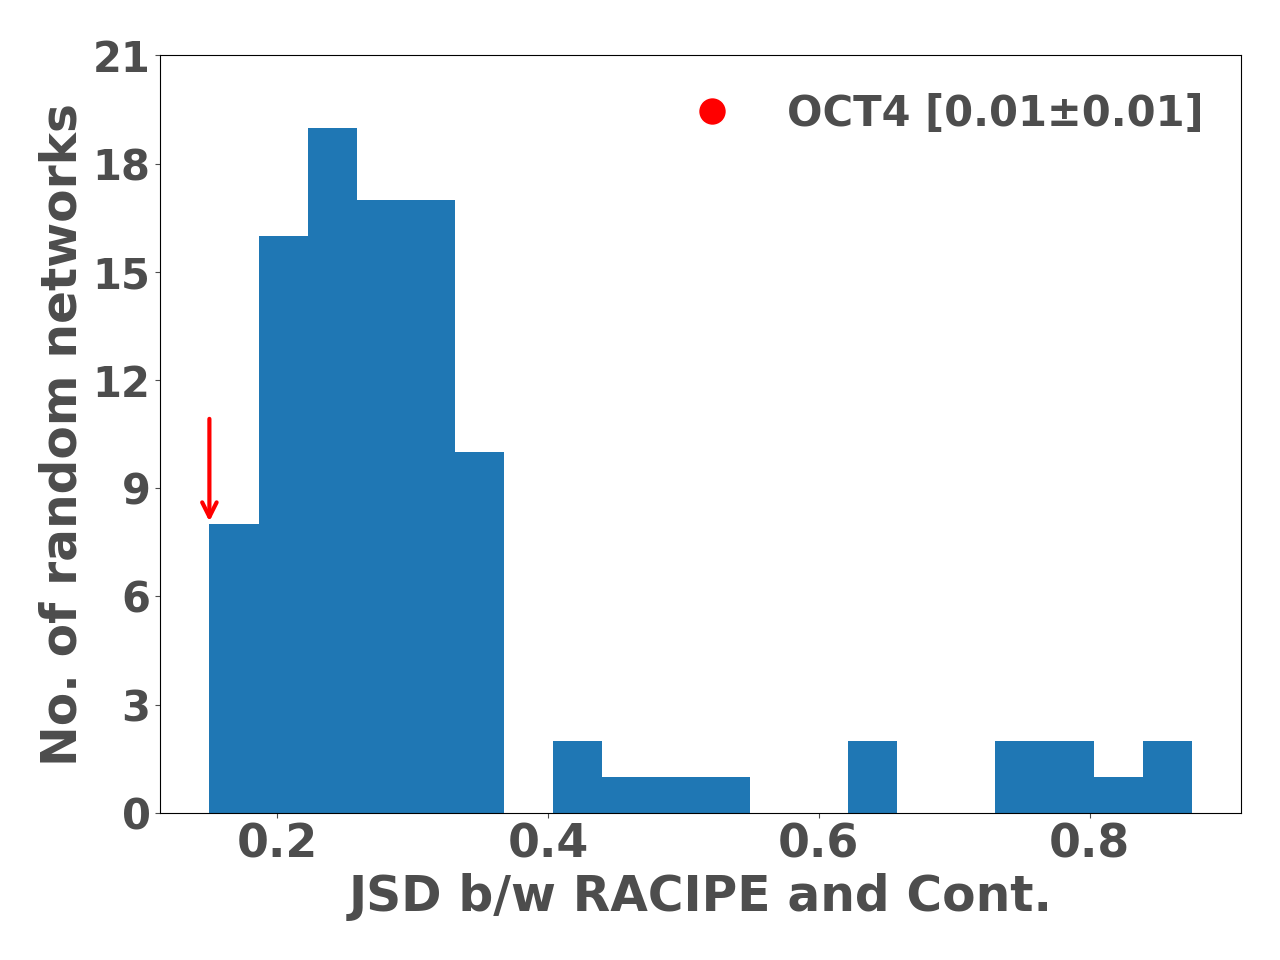 21
18
15
12
9
6
3
0
No. of random networks
OCT4 [0.01±0.01]
0.2 0.4 0.6 0.8
JSD b/w RACIPE and Cont.